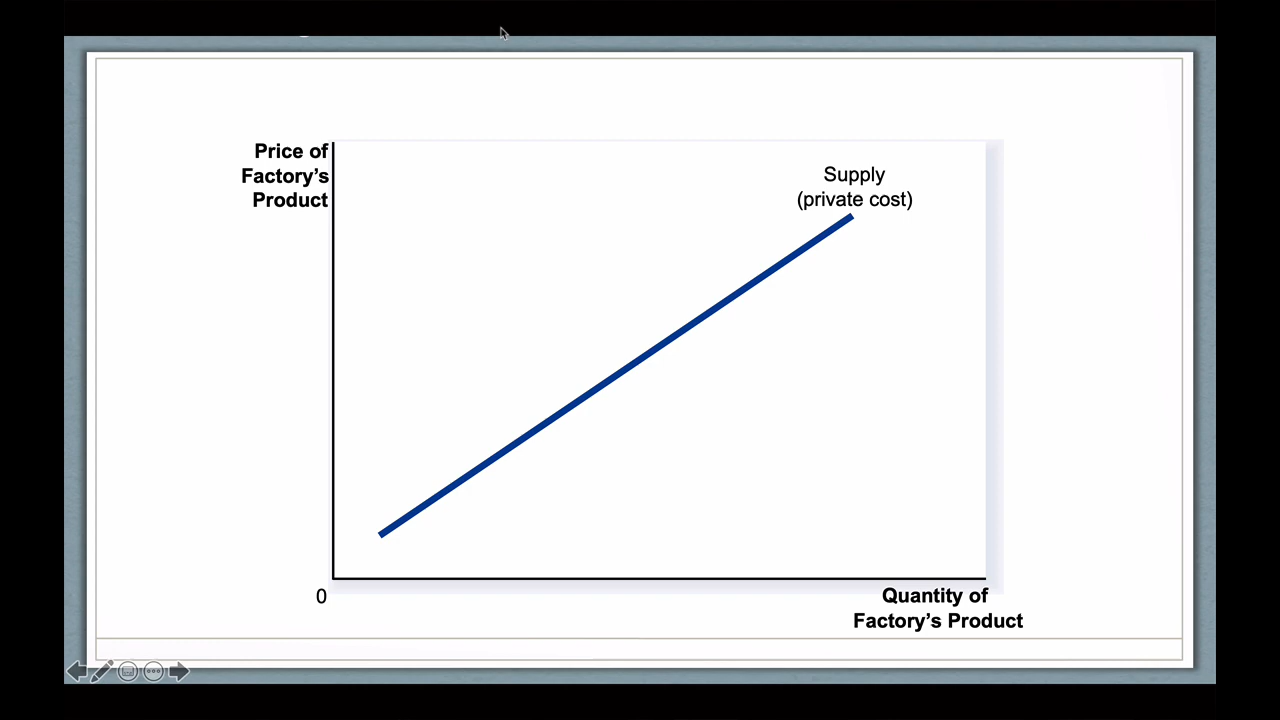 Price of
Factory’s
Product
Supply
(private cost)
0
Quantity of
Factory’s Product